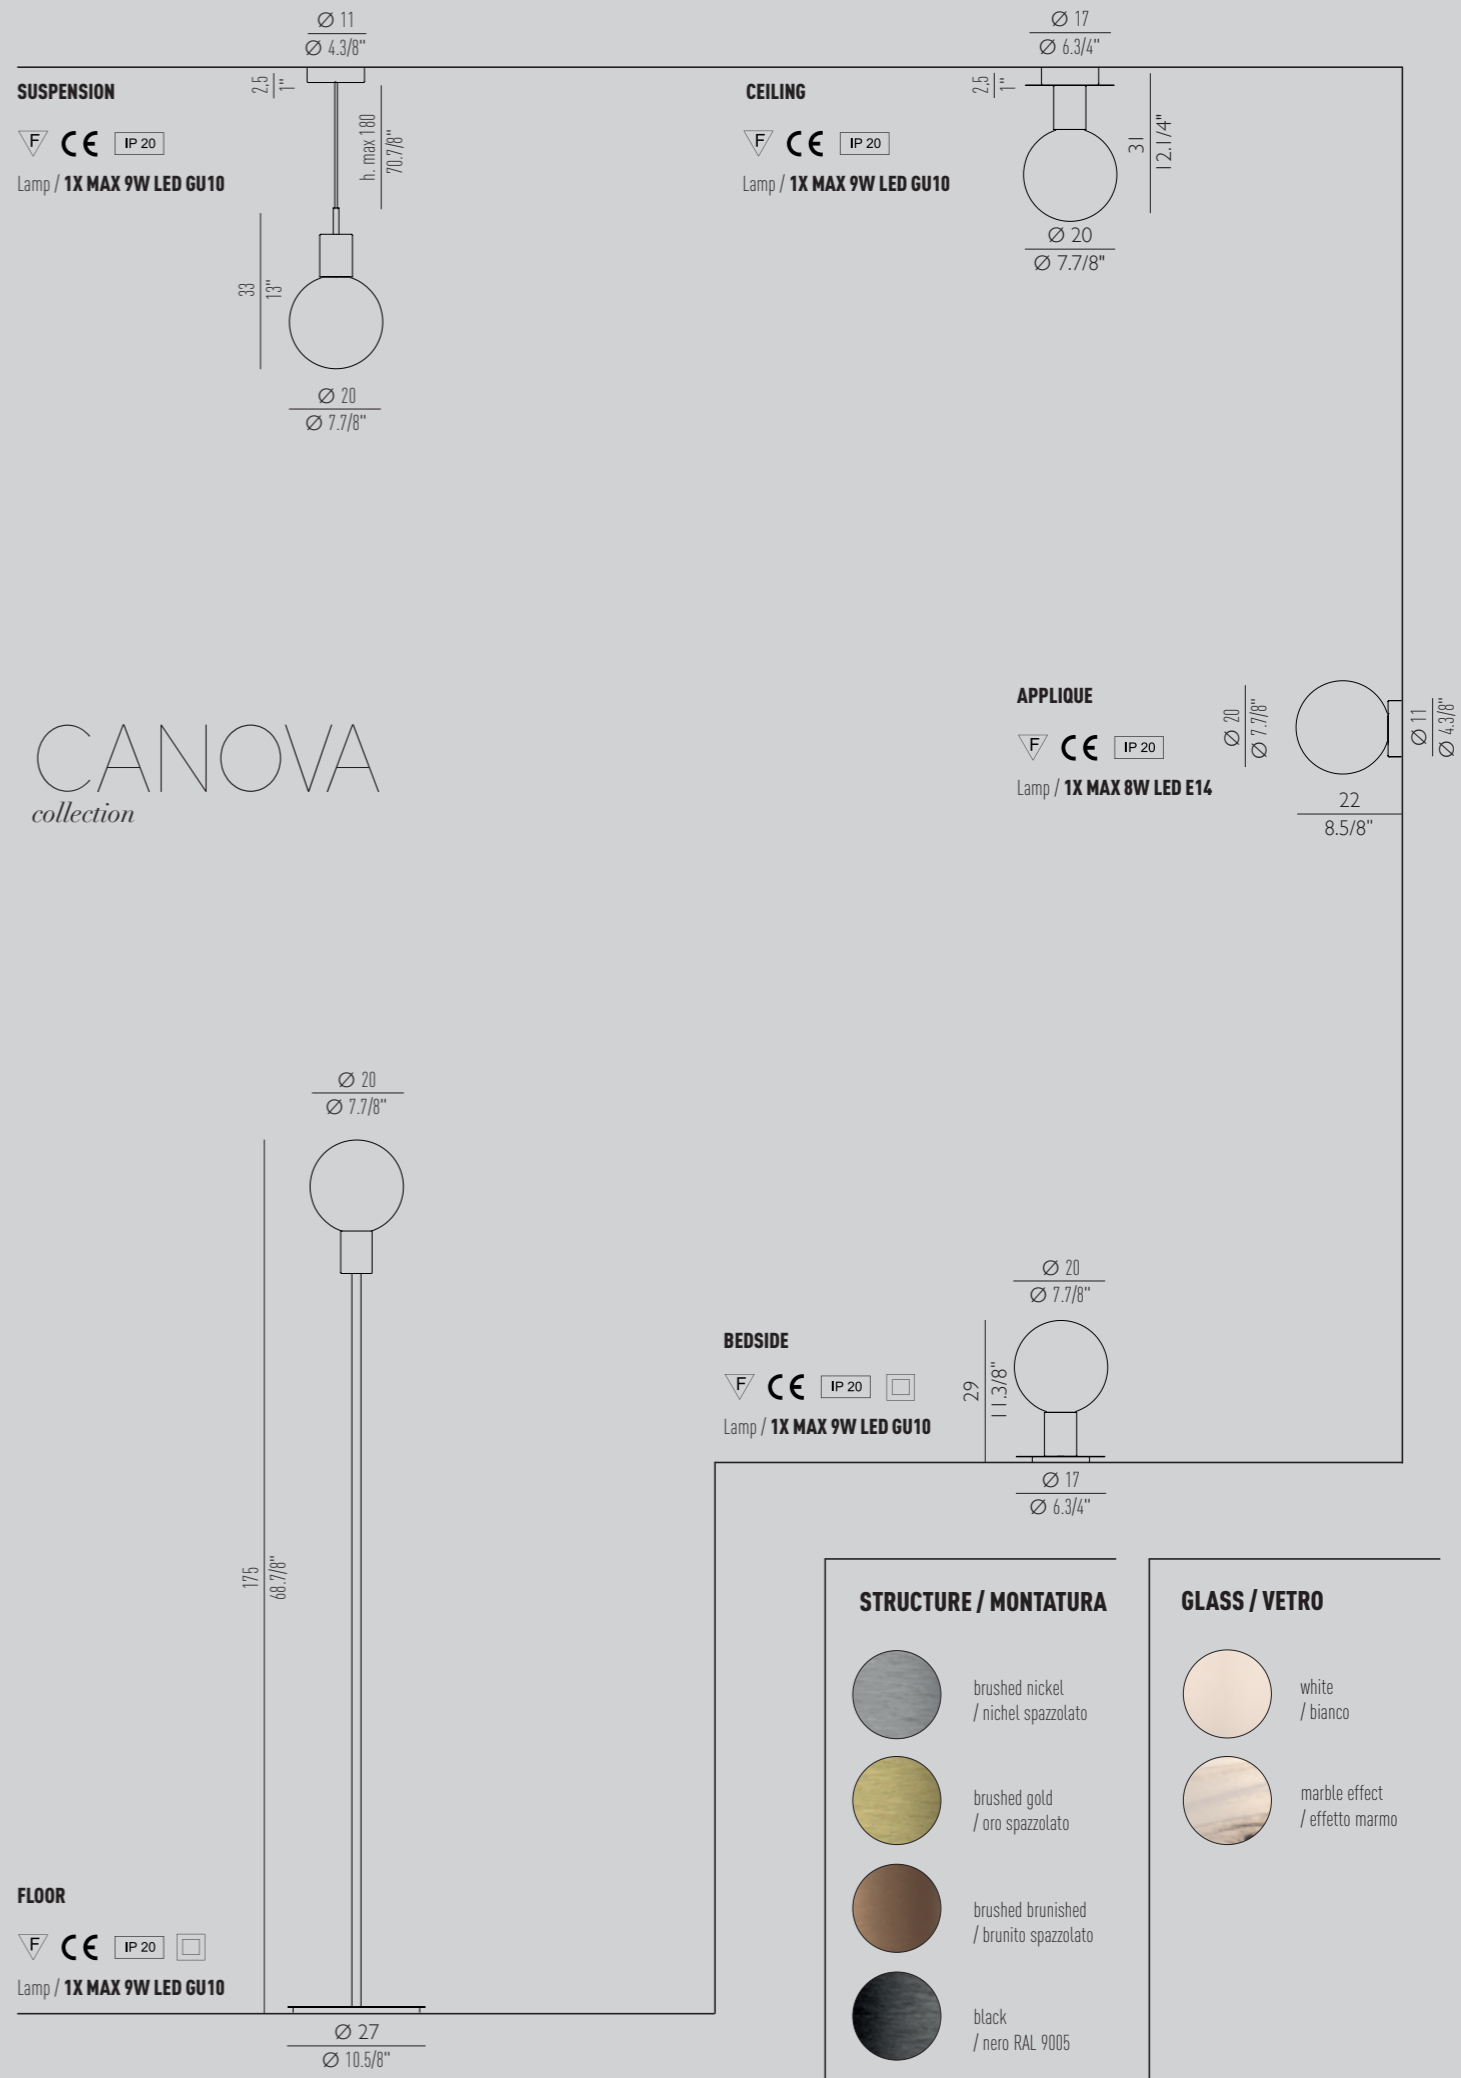 Ø 11
Ø 4.3/8"
SUSPENSION
2,5
1"
F CE IP 20
Lamp / 1X MAX 9W LED GU10
h. max 180
70.7/8"
33
13"
Ø 20
Ø 7.7/8"
Ø 17
Ø 6.3/4"
CEILING
2,5
1"
F CE IP 20
Lamp / 1X MAX 9W LED GU10
31
12.1/4"
Ø 20
Ø 7.7/8"
APPLIQUE
F CE IP 20
Lamp / 1X MAX 8W LED E14
Ø 20
Ø 7.7/8"
Ø 11
Ø 4.3/8"
22
8.5/8"
CANOVA
collection
Ø 20
Ø 7.7/8"
175
68.7/8"
FLOOR
F CE IP 20
Lamp / 1X MAX 9W LED GU10
Ø 27
Ø 10.5/8"
Ø 20
Ø 7.7/8"
BEDSIDE
F CE IP 20
Lamp / 1X MAX 9W LED GU10
29
11.3/8"
Ø 17
Ø 6.3/4"
STRUCTURE / MONTATURA
brushed nickel
/ nichel spazzolato
brushed gold
/ oro spazzolato
brushed brunished
/ brunito spazzolato
black
/ nero RAL 9005
GLASS / VETRO
white
/ bianco
marble effect
/ effetto marmo